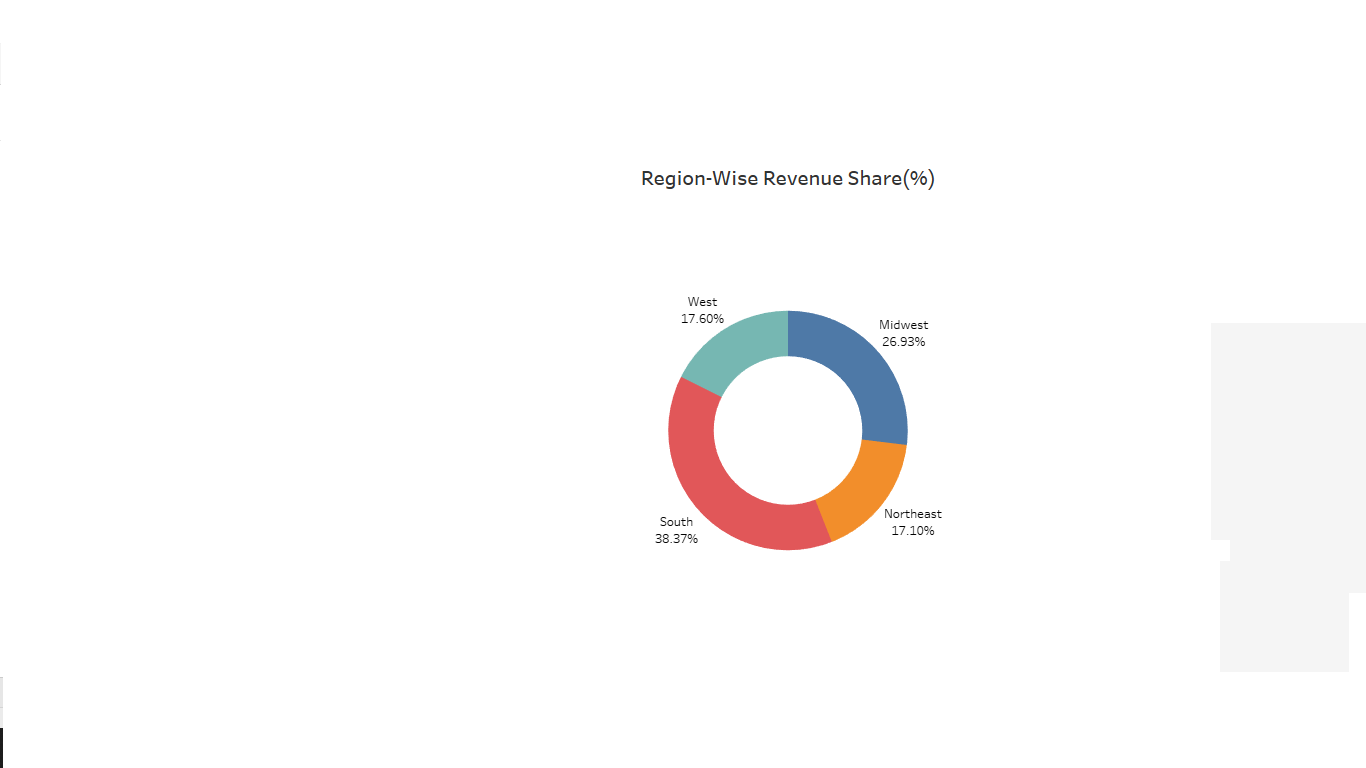 Region-Wise Revenue Share(%)
West
17.60%
Midwest
26.93%
Northeast
17.10%
South
38.37%